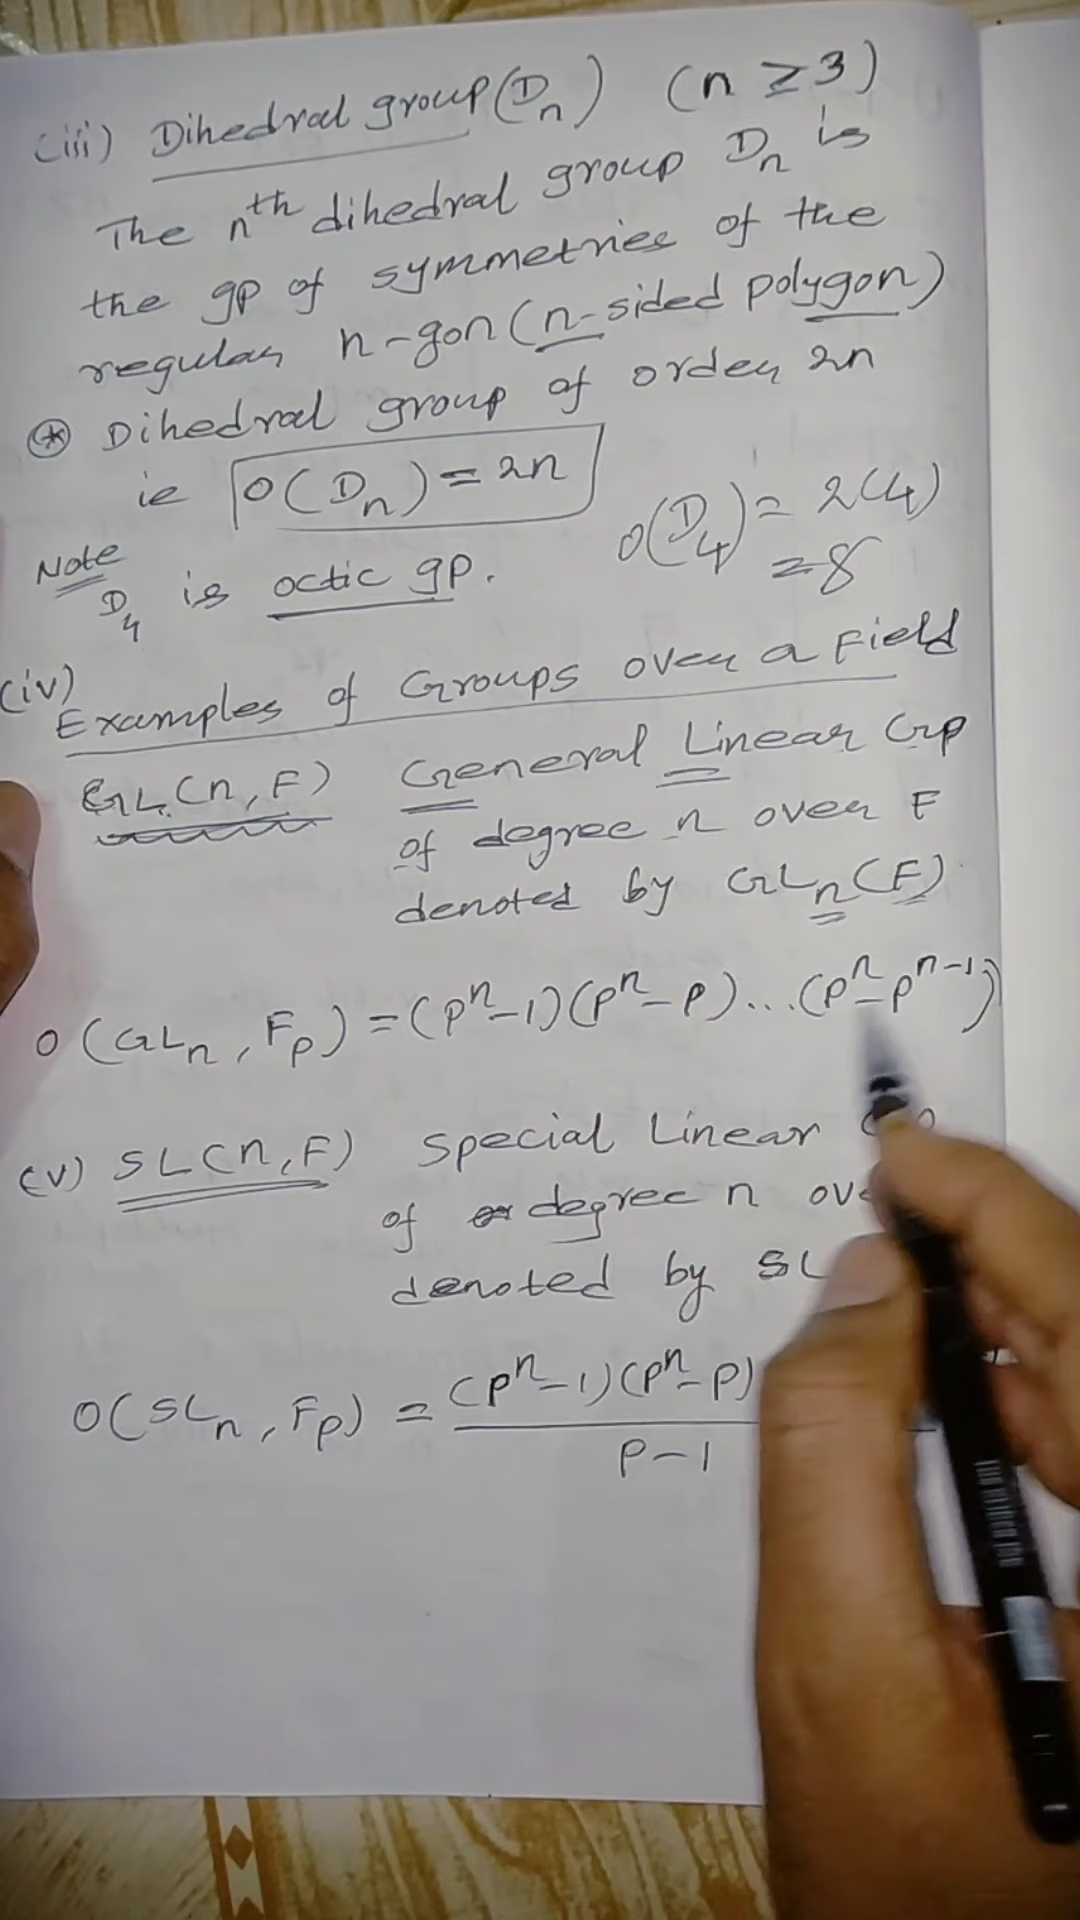 (iii) Dihedral group (Dn) (n ≥ 3)
The nth dihedral group Dn is
the gp of symmetries of the
regular n-gon (n-sided polygon)
⊛ Dihedral group of order 2n
ie O(Dn) = 2n
O(D4) = 2(4)
= 8
Note
D4 is octic gp.
(iv)
Examples of Groups over a Field
GL(n, F) General Linear Grp
of degree n over F
denoted by GLn(F)
O(GLn, Fp) = (p^n-1)(p^n-p)...(p^n-p^n-1)
(v) SL(n, F) Special Linear
of degree n
denoted by SL
O(SLn, Fp) = (p^n-1)(p^n-p)
p-1